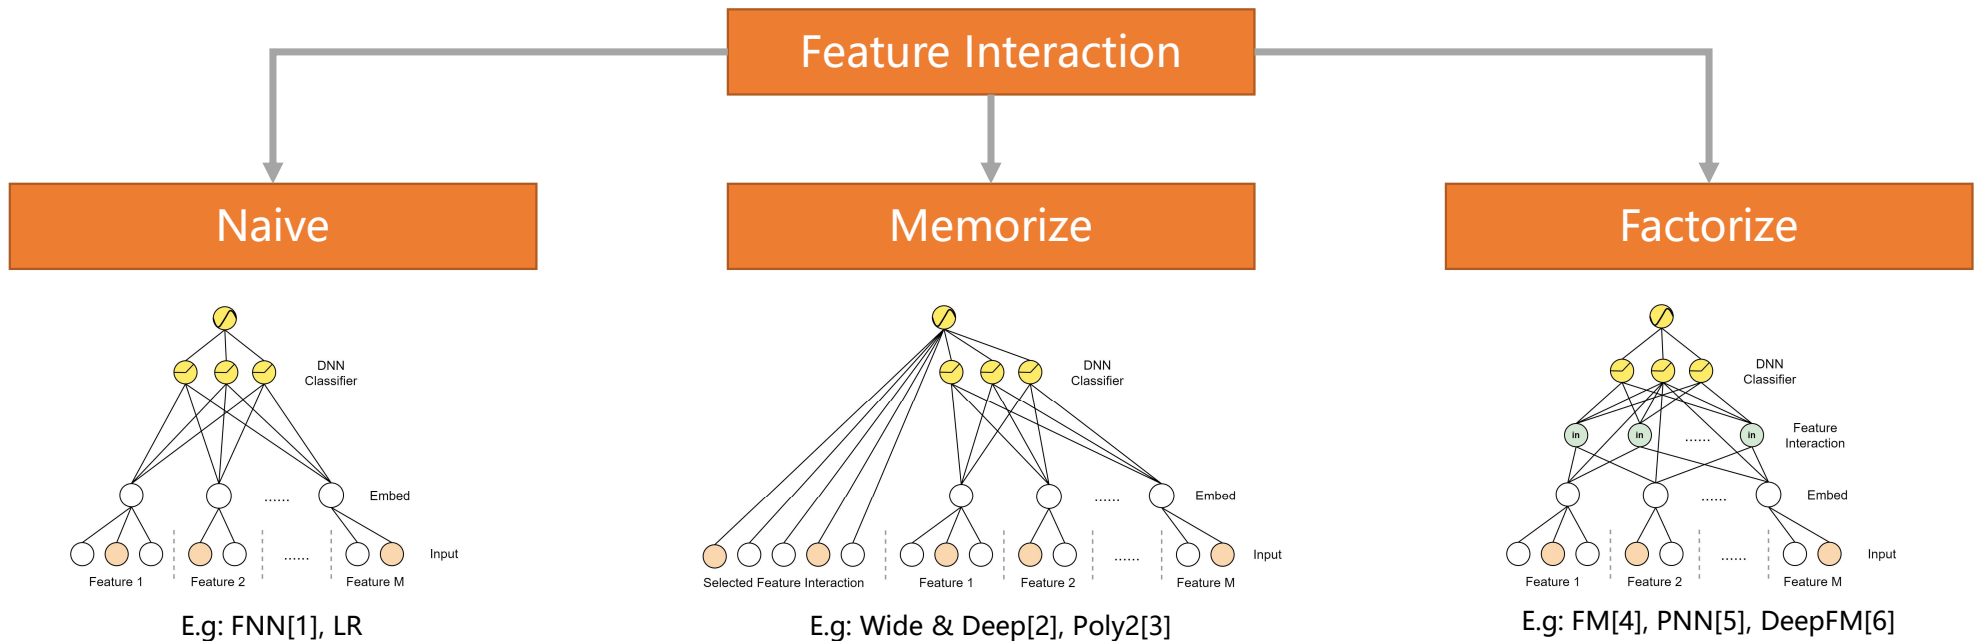 Feature Interaction
Naive
Memorize
Factorize
DNN
Classifier
Embed
......
Input
......
Feature 1
Feature 2
Feature M
E.g: FNN[1], LR
DNN
Classifier
Embed
......
Input
......
Selected Feature Interaction
Feature 1
Feature 2
Feature M
E.g: Wide & Deep[2], Poly2[3]
DNN
Classifier
in
in
......
in
Feature
Interaction
......
Embed
......
Input
Feature 1
Feature 2
Feature M
E.g: FM[4], PNN[5], DeepFM[6]